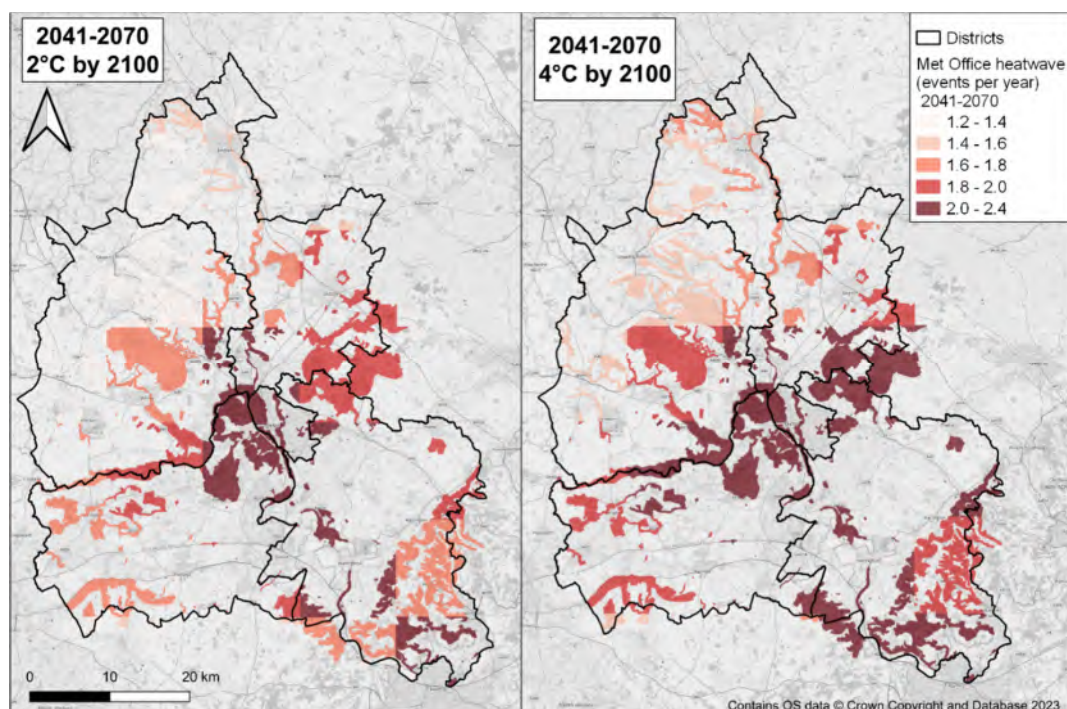 2041-2070
2°C by 2100
2041-2070
4°C by 2100
Districts
Met Office heatwave
(events per year)
2041-2070
1.2 - 1.4
1.4 - 1.6
1.6 - 1.8
1.8 - 2.0
2.0 - 2.4
0 10 20 km
Contains OS data © Crown Copyright and Database 2023